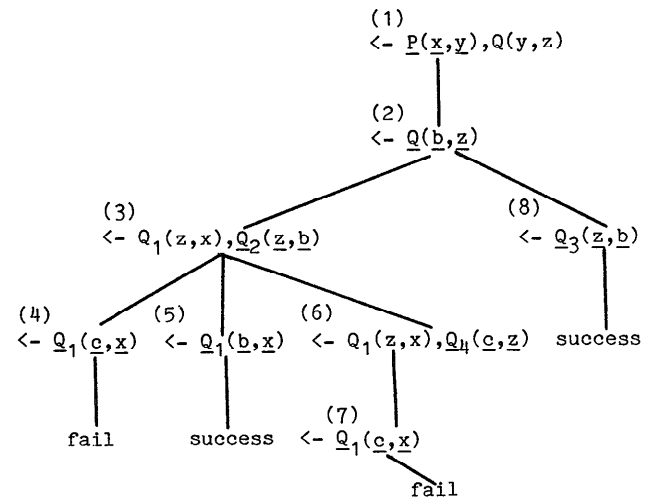 (1)
<- P(x,y),Q(y,z)
(2)
<- Q(b,z)
(3) (8)
<- Q1(z,x),Q2(z,b) <- Q3(z,b)
(4) (5) (6)
<- Q1(c,x) <- Q1(b,x) <- Q1(z,x),Q4(c,z) success
(7)
fail success <- Q1(c,x)
fail